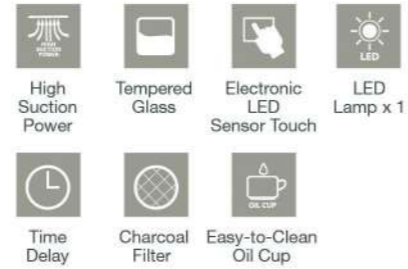 HIGH
SUCTION
POWER
LED
High
Suction
Power
Tempered
Glass
Electronic
LED
Sensor Touch
LED
Lamp x 1
OIL CUP
Time
Delay
Charcoal
Filter
Easy-to-Clean
Oil Cup